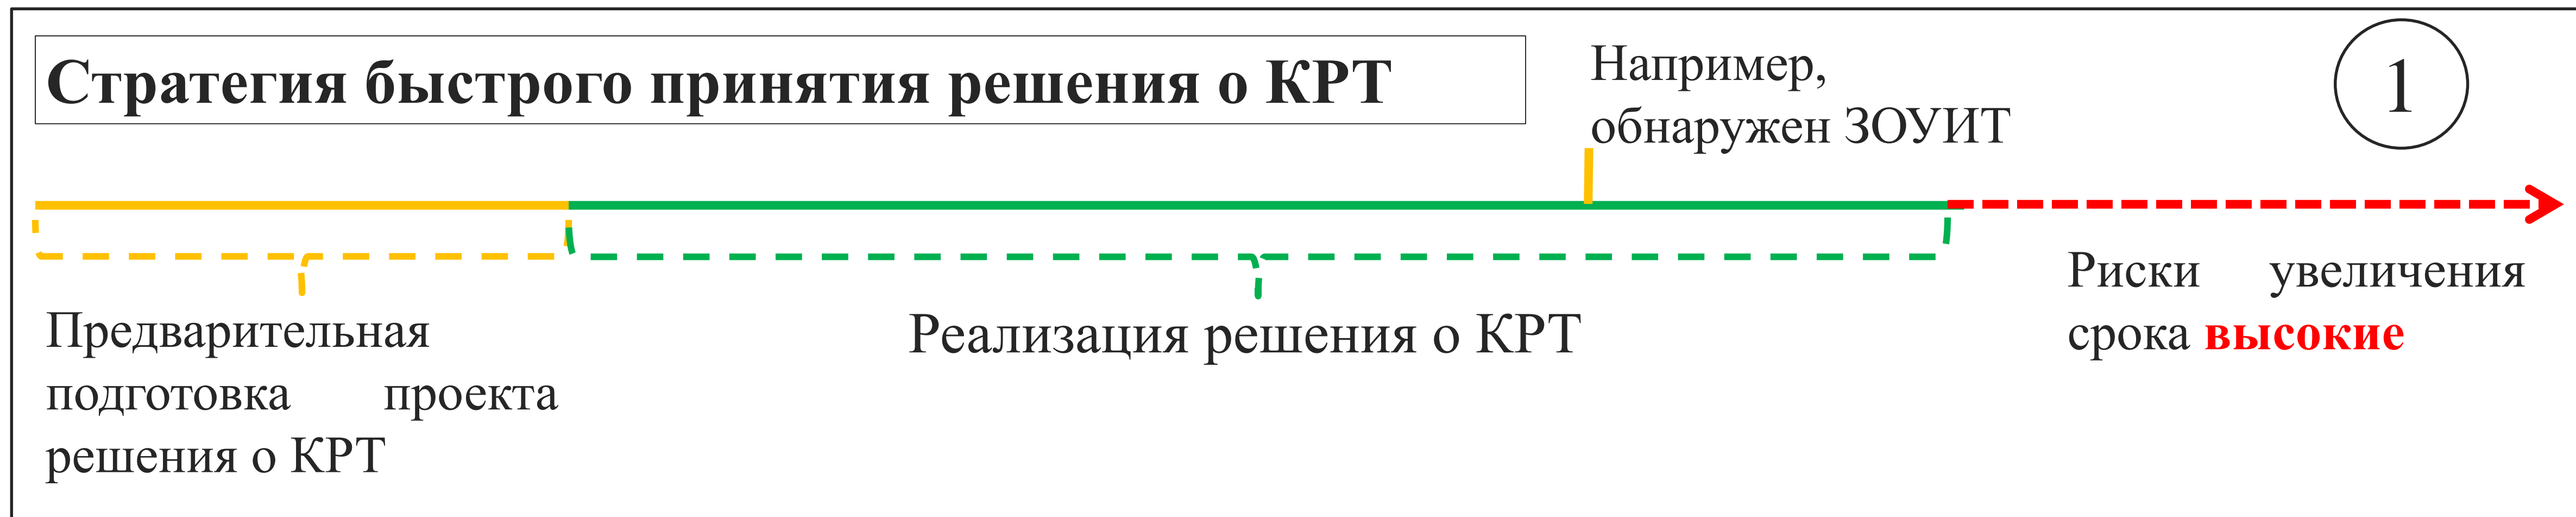 Стратегия быстрого принятия решения о КРТ
Например,
обнаружен ЗОУИТ
1
Предварительная
подготовка проекта
решения о КРТ
Реализация решения о КРТ
Риски увеличения
срока высокие